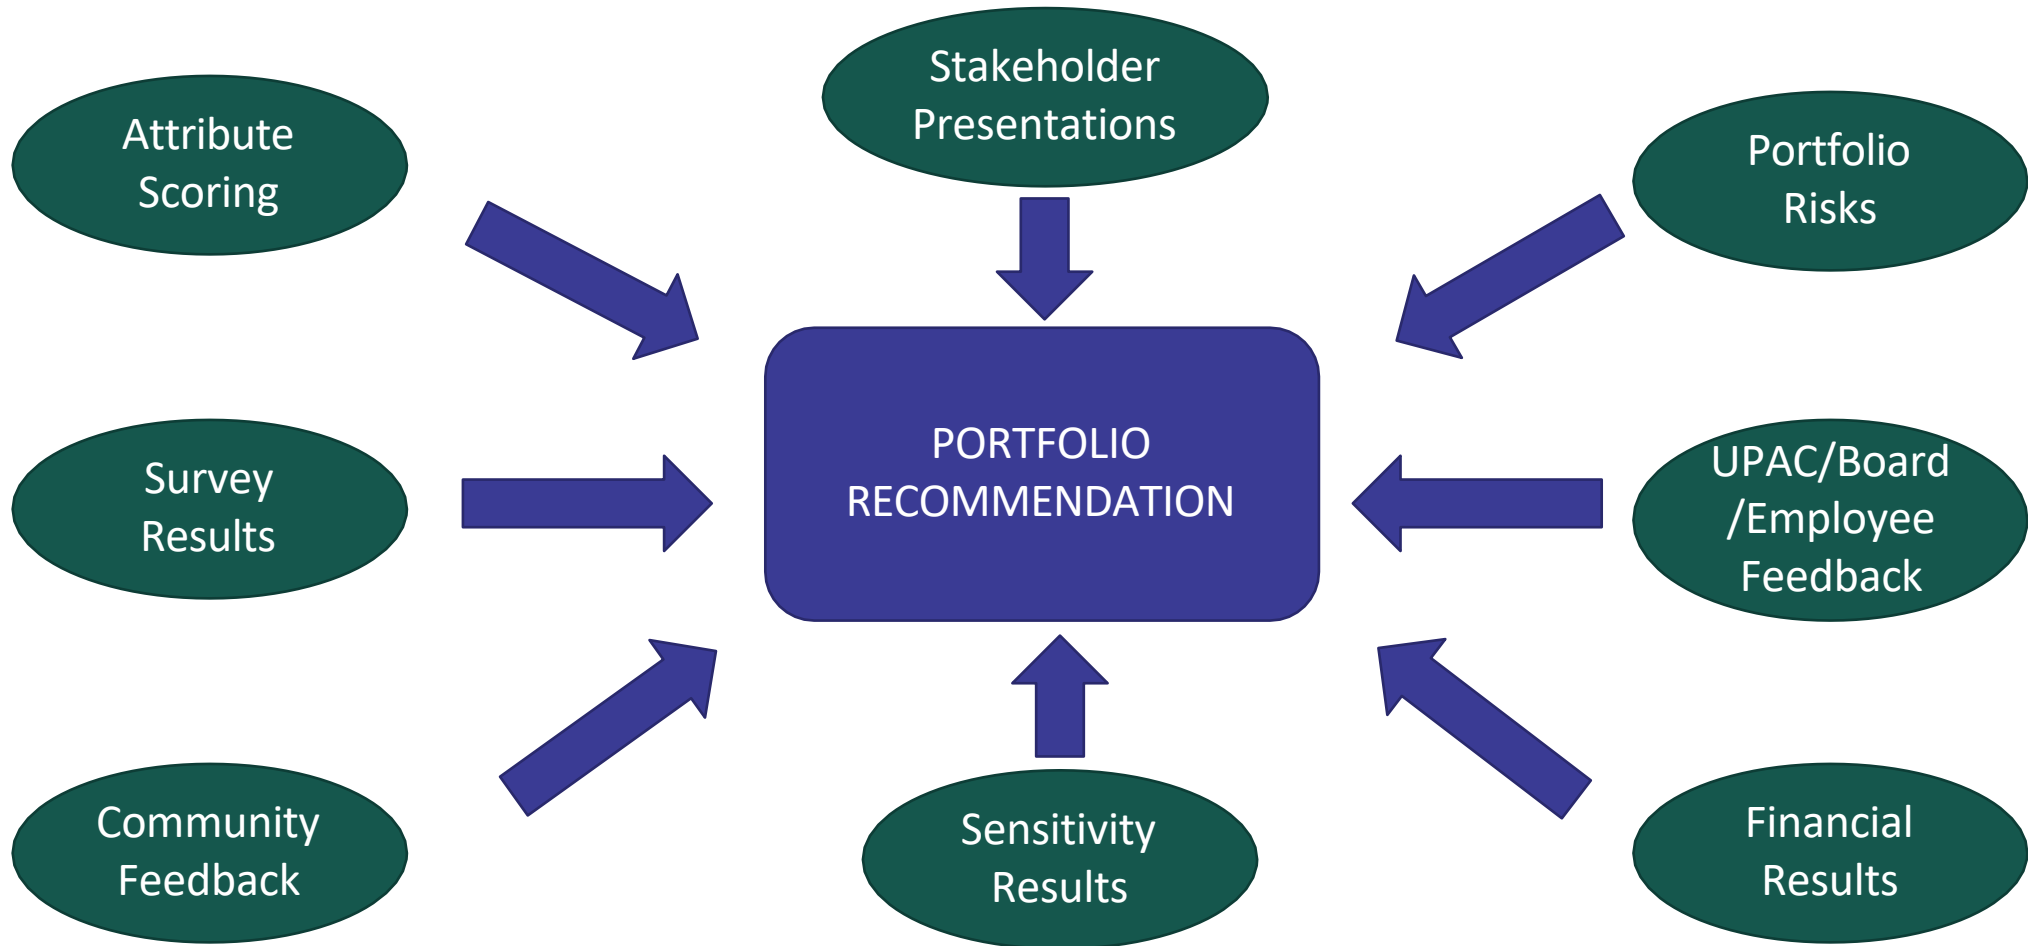 Stakeholder
Presentations
Attribute
Scoring
Portfolio
Risks
PORTFOLIO
RECOMMENDATION
Survey
Results
UPAC/Board
/Employee
Feedback
Community
Feedback
Sensitivity
Results
Financial
Results